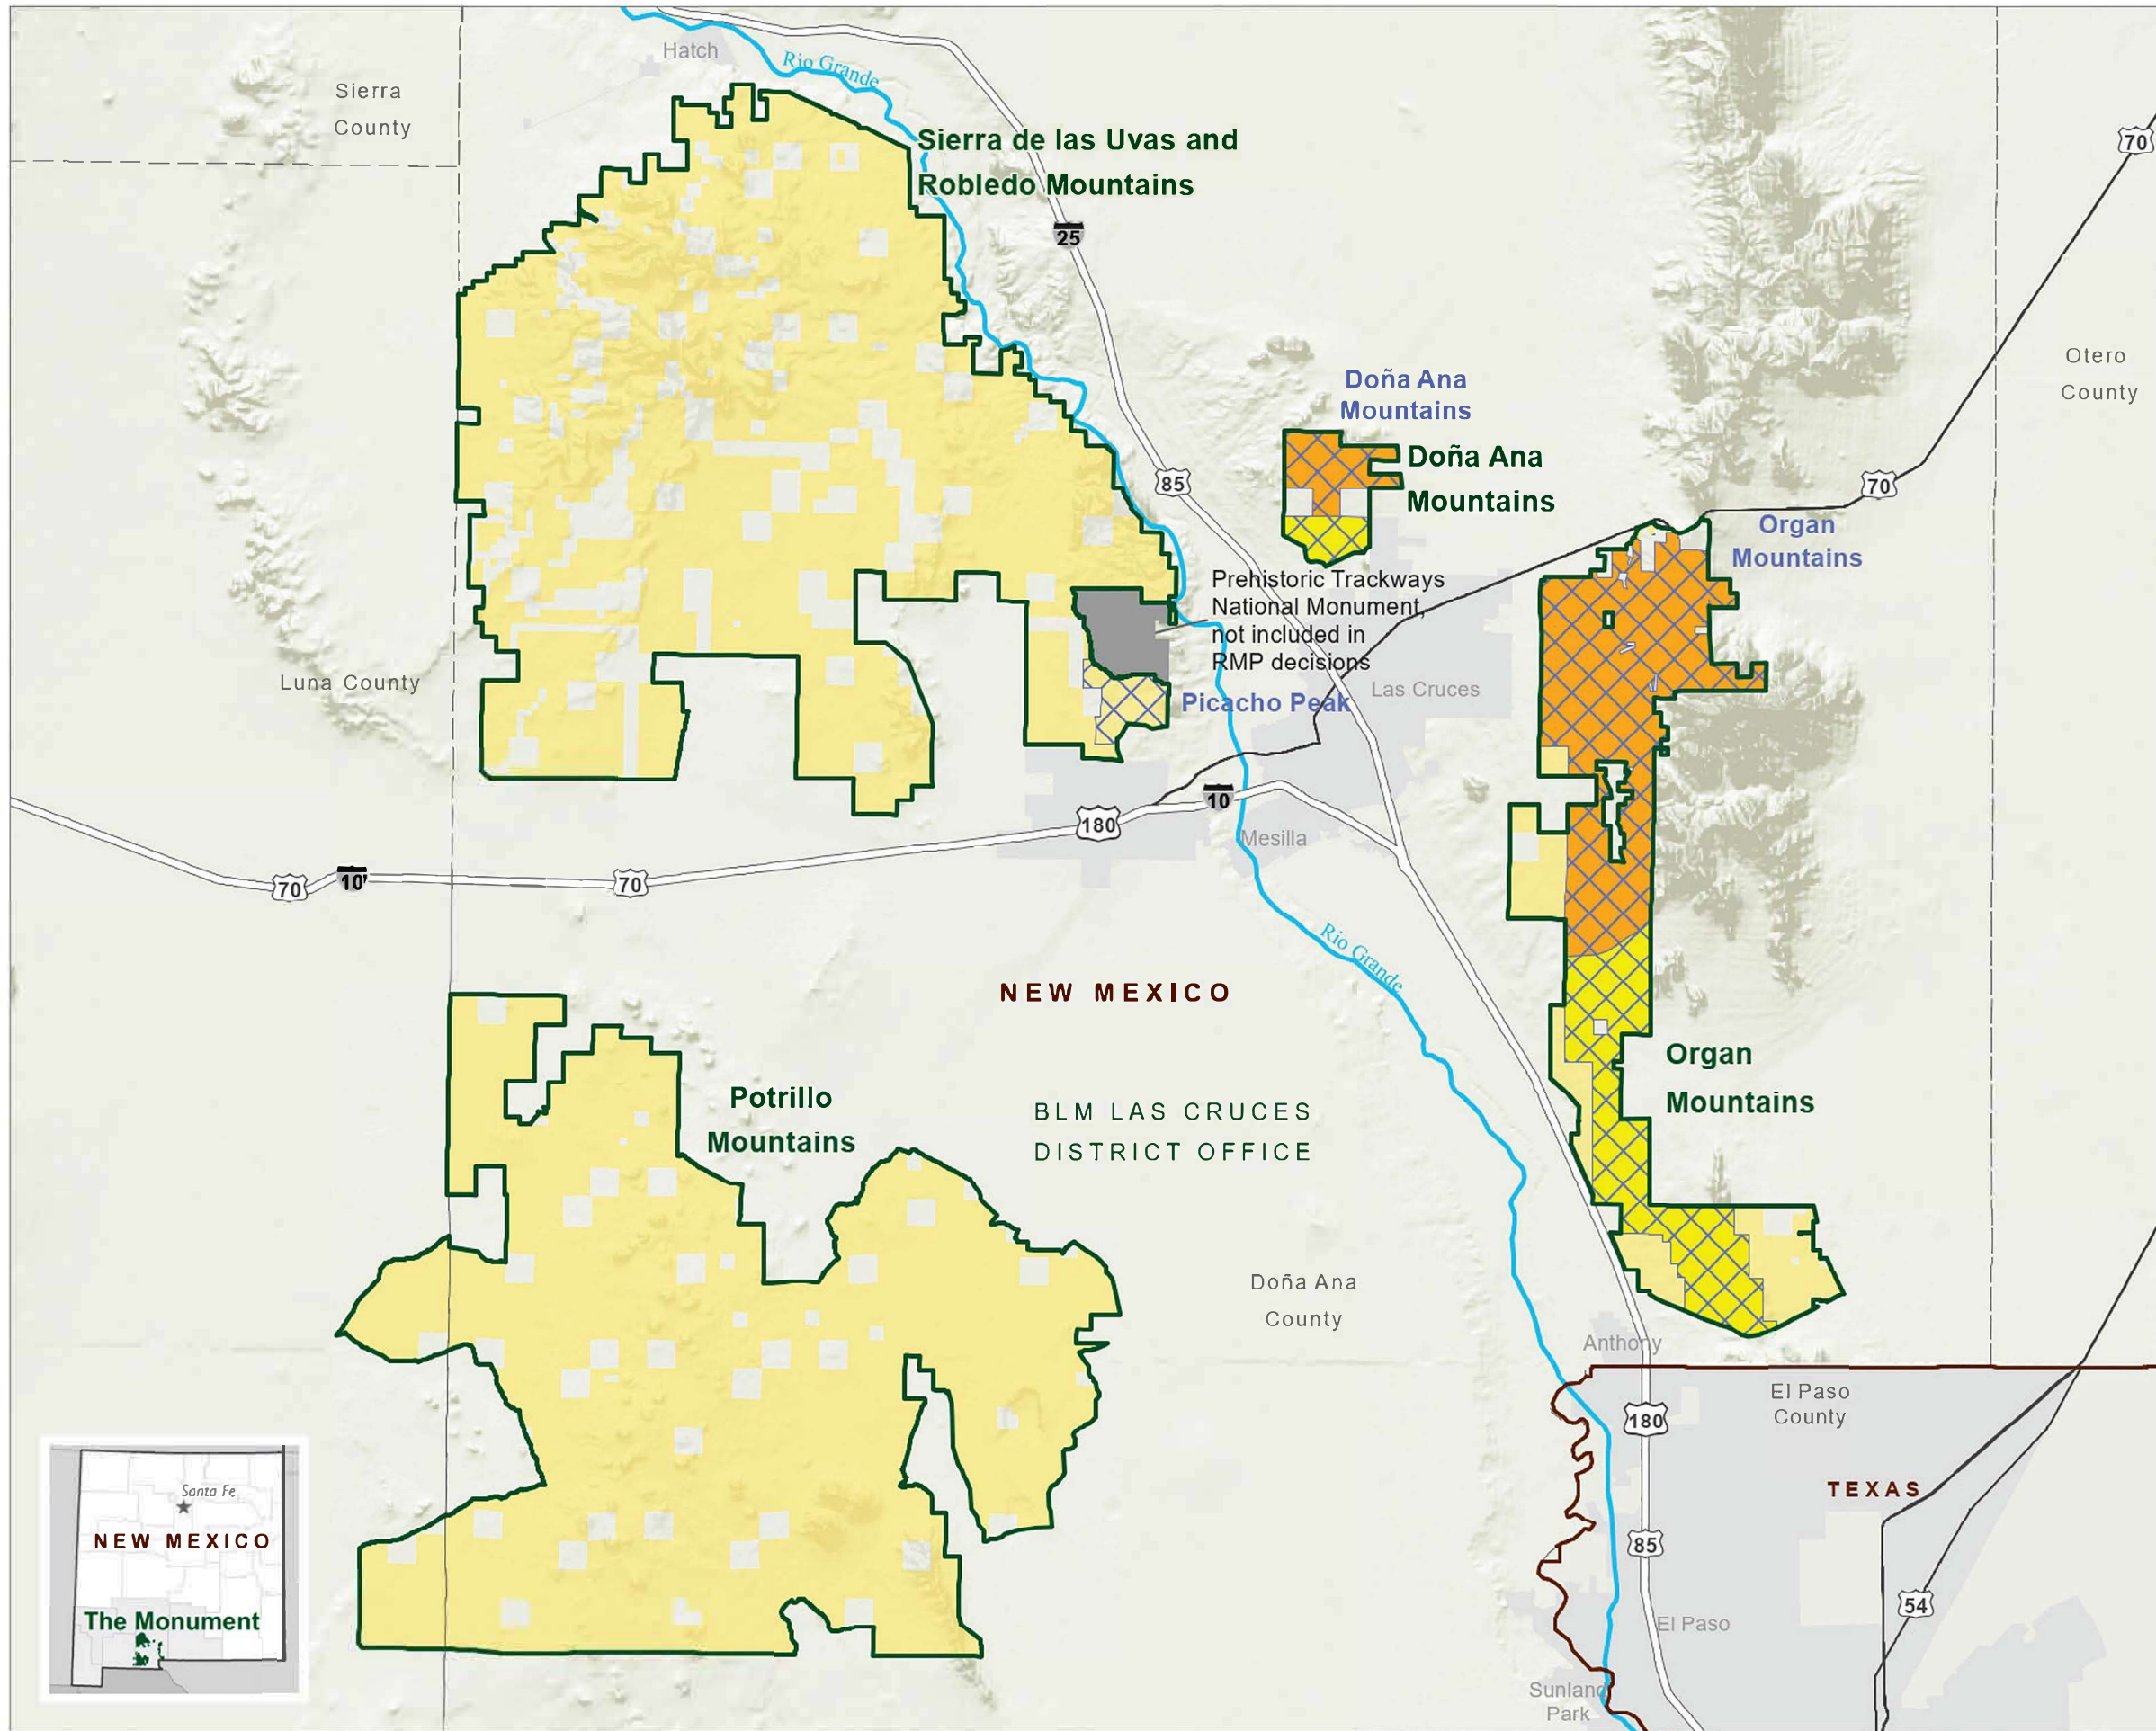 Hatch
Rio Grande
Sierra
County
Sierra de las Uvas and
Robledo Mountains
70
25
Otero
County
Doña Ana
Mountains
Doña Ana
Mountains
85
70
Organ
Mountains
Prehistoric Trackways
National Monument,
not included in
RMP decisions
Luna County
Las Cruces
Picacho Peak
10
180
Mesilla
70
10
70
Rio Grande
NEW MEXICO
Organ
Mountains
Potrillo
Mountains
BLM LAS CRUCES
DISTRICT OFFICE
Doña Ana
County
Anthony
El Paso
County
180
TEXAS
Santa Fe
NEW MEXICO
85
54
The Monument
El Paso
Sunland
Park